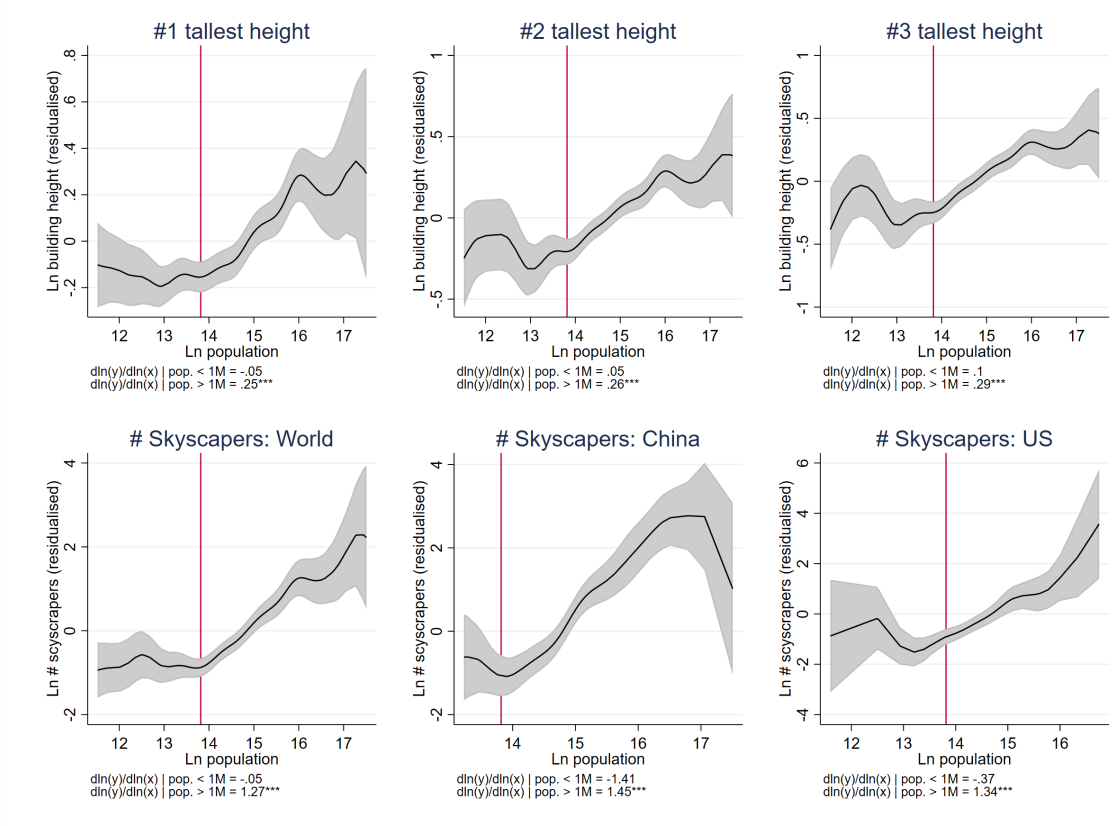 #1 tallest height
#2 tallest height
#3 tallest height
Ln building height (residualised)
.8
.6
.4
.2
0
-.2
12 13 14 15 16 17
Ln population
dln(y)/dln(x) | pop. < 1M = -.05
dln(y)/dln(x) | pop. > 1M = .25***
Ln building height (residualised)
1
.5
0
-.5
12 13 14 15 16 17
Ln population
dln(y)/dln(x) | pop. < 1M = .05
dln(y)/dln(x) | pop. > 1M = .26***
Ln building height (residualised)
1
.5
0
-.5
-1
12 13 14 15 16 17
Ln population
dln(y)/dln(x) | pop. < 1M = .1
dln(y)/dln(x) | pop. > 1M = .29***
# Skyscapers: World
# Skyscapers: China
# Skyscapers: US
Ln # scyscrapers (residualised)
4
2
0
-2
12 13 14 15 16 17
Ln population
dln(y)/dln(x) | pop. < 1M = -.05
dln(y)/dln(x) | pop. > 1M = 1.27***
Ln # scyscrapers (residualised)
4
2
0
-2
14 15 16 17
Ln population
dln(y)/dln(x) | pop. < 1M = -1.41
dln(y)/dln(x) | pop. > 1M = 1.45***
Ln # scyscrapers (residualised)
6
4
2
0
-2
-4
12 13 14 15 16
Ln population
dln(y)/dln(x) | pop. < 1M = -.37
dln(y)/dln(x) | pop. > 1M = 1.34***